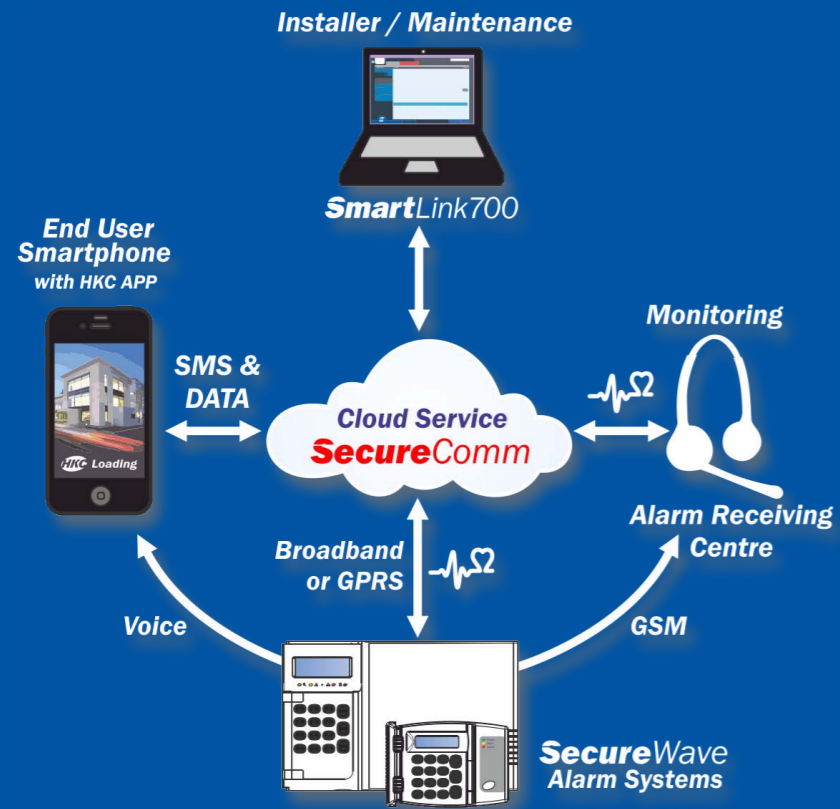 Installer / Maintenance
SmartLink700
End User
Smartphone
with HKC APP
HKC Loading
SMS &
DATA
Cloud Service
SecureComm
Monitoring
Alarm Receiving
Centre
Broadband
or GPRS
Voice
GSM
SecureWave
Alarm Systems